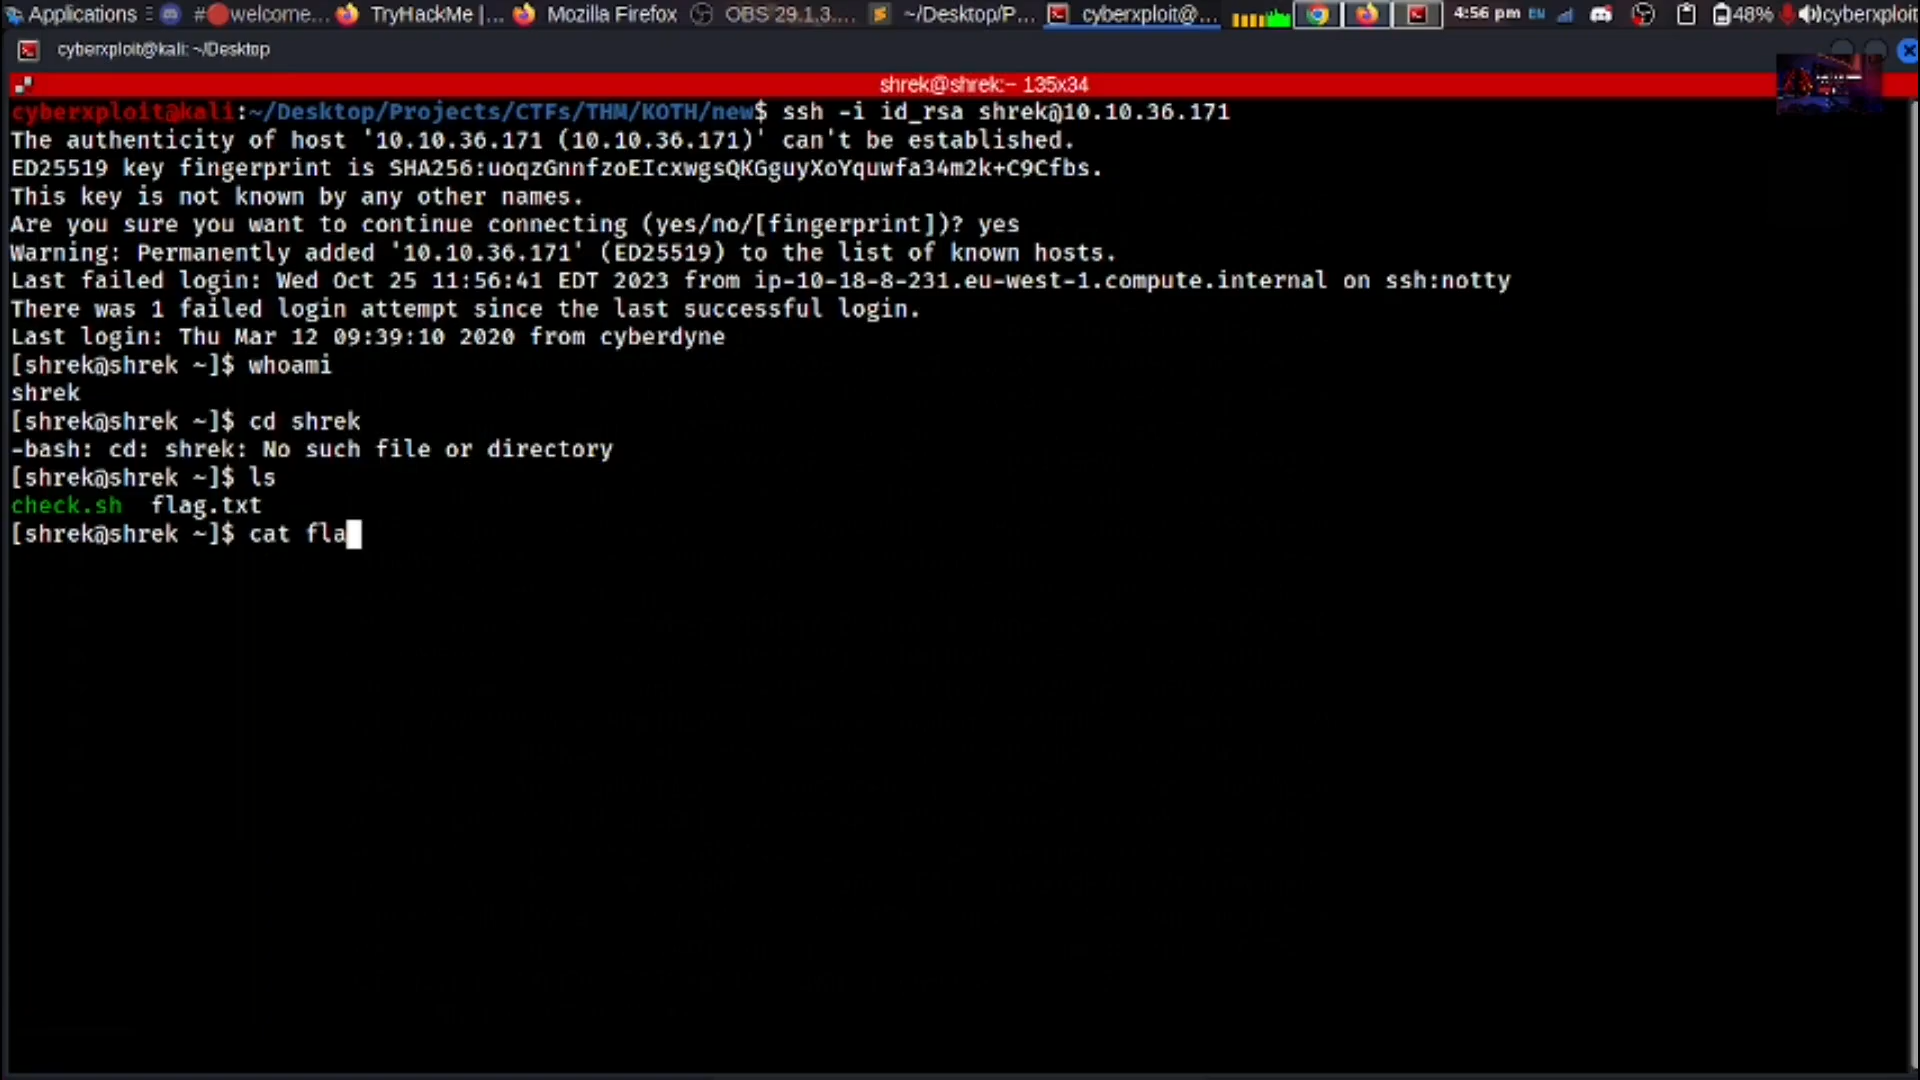 Applications #welcome... TryHackMe |... Mozilla Firefox OBS 29.1.3.... ~/Desktop/P... cyberxploit@... 4:56 pm EN 48% cyberxploit
cyberxploit@kali: ~/Desktop
shrek@shrek:~ 135x34
cyberxploit@kali:~/Desktop/Projects/CTFs/THM/KOTH/new$ ssh -i id_rsa shrek@10.10.36.171
The authenticity of host '10.10.36.171 (10.10.36.171)' can't be established.
ED25519 key fingerprint is SHA256:uoqzGnnfzoEIcxwgsQKGguyXoYquwfa34m2k+C9Cfbs.
This key is not known by any other names.
Are you sure you want to continue connecting (yes/no/[fingerprint])? yes
Warning: Permanently added '10.10.36.171' (ED25519) to the list of known hosts.
Last failed login: Wed Oct 25 11:56:41 EDT 2023 from ip-10-18-8-231.eu-west-1.compute.internal on ssh:notty
There was 1 failed login attempt since the last successful login.
Last login: Thu Mar 12 09:39:10 2020 from cyberdyne
[shrek@shrek ~]$ whoami
shrek
[shrek@shrek ~]$ cd shrek
-bash: cd: shrek: No such file or directory
[shrek@shrek ~]$ ls
check.sh  flag.txt
[shrek@shrek ~]$ cat fla